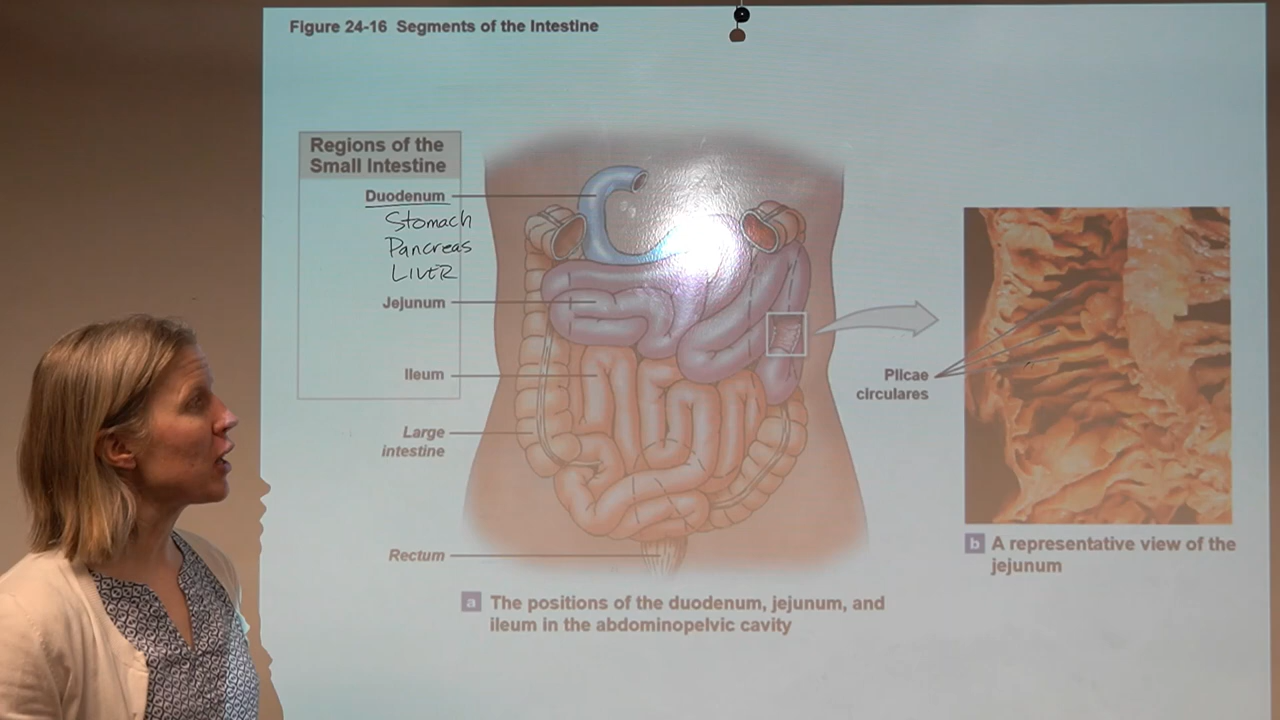 Figure 24-16 Segments of the Intestine
Regions of the
Small Intestine
Duodenum
Stomach
Pancreas
LIVER
Jejunum
Ileum
Large
intestine
Rectum
Plicae
circulares
a The positions of the duodenum, jejunum, and
ileum in the abdominopelvic cavity
b A representative view of the
jejunum